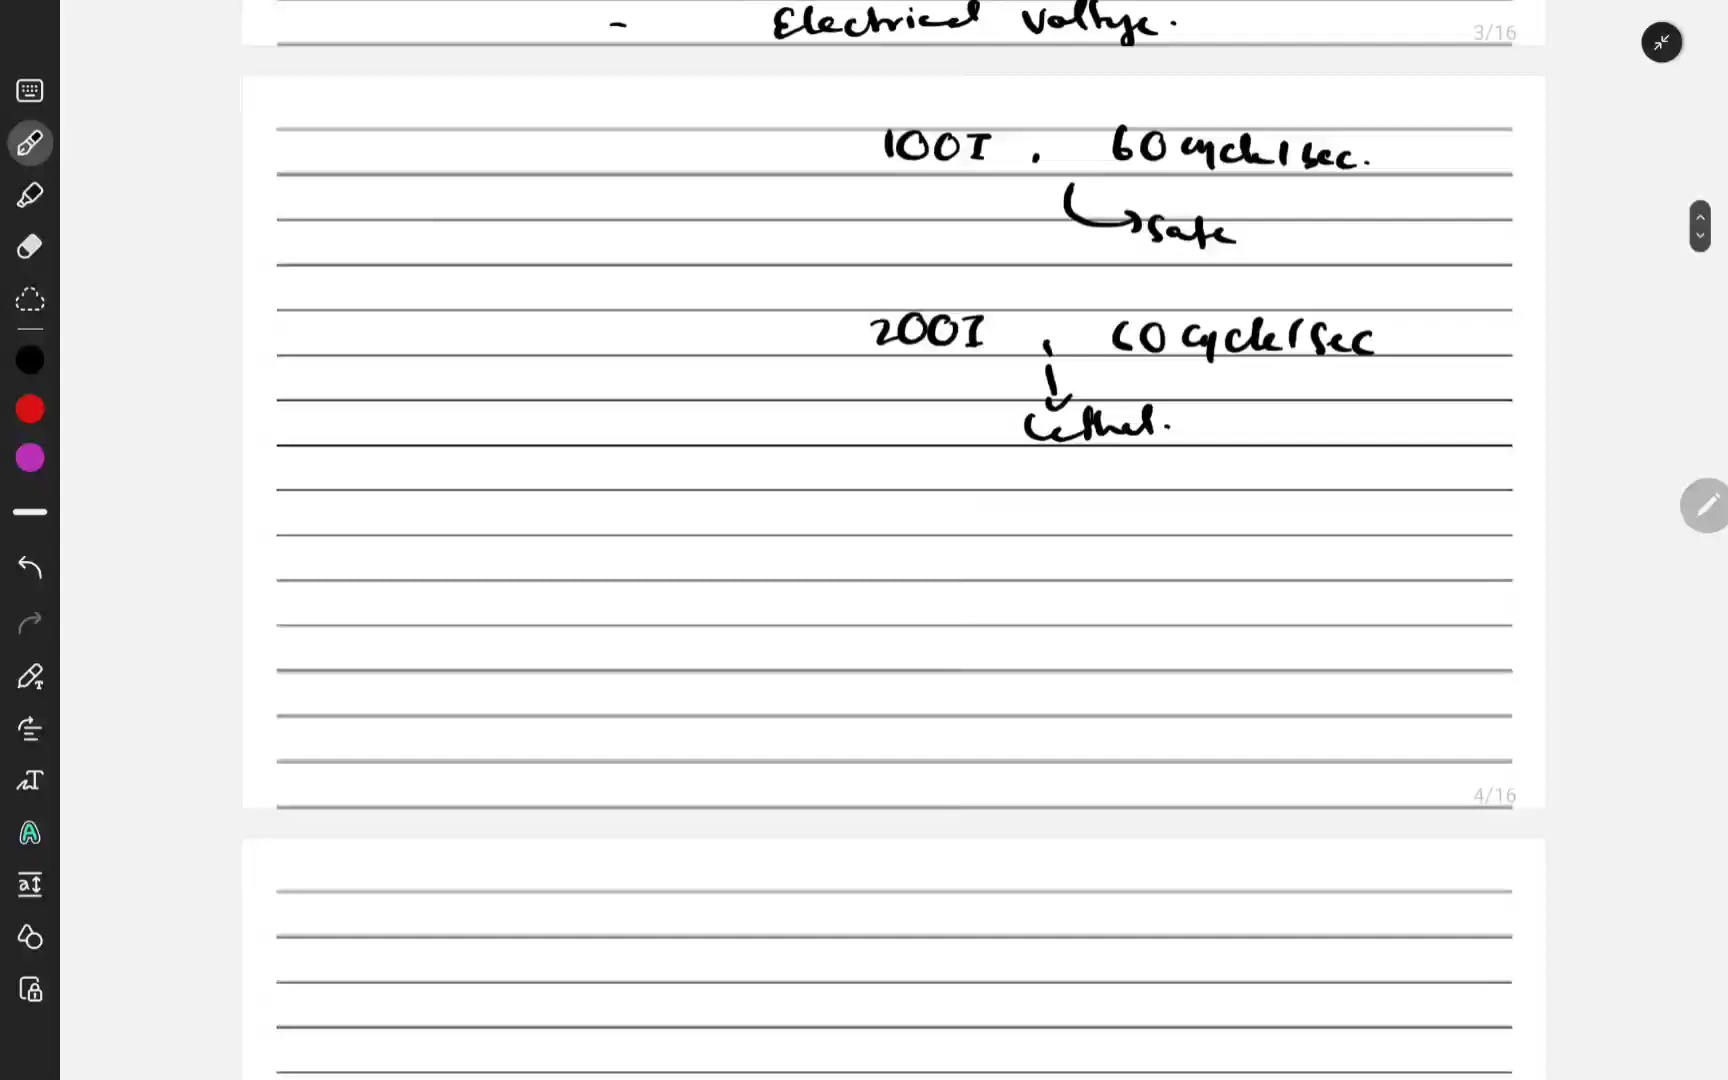 - Electrical Voltage.
3/16
100I , 60 cycle/sec.
safe
200I , 60 cycle/sec
Lethal.
4/16